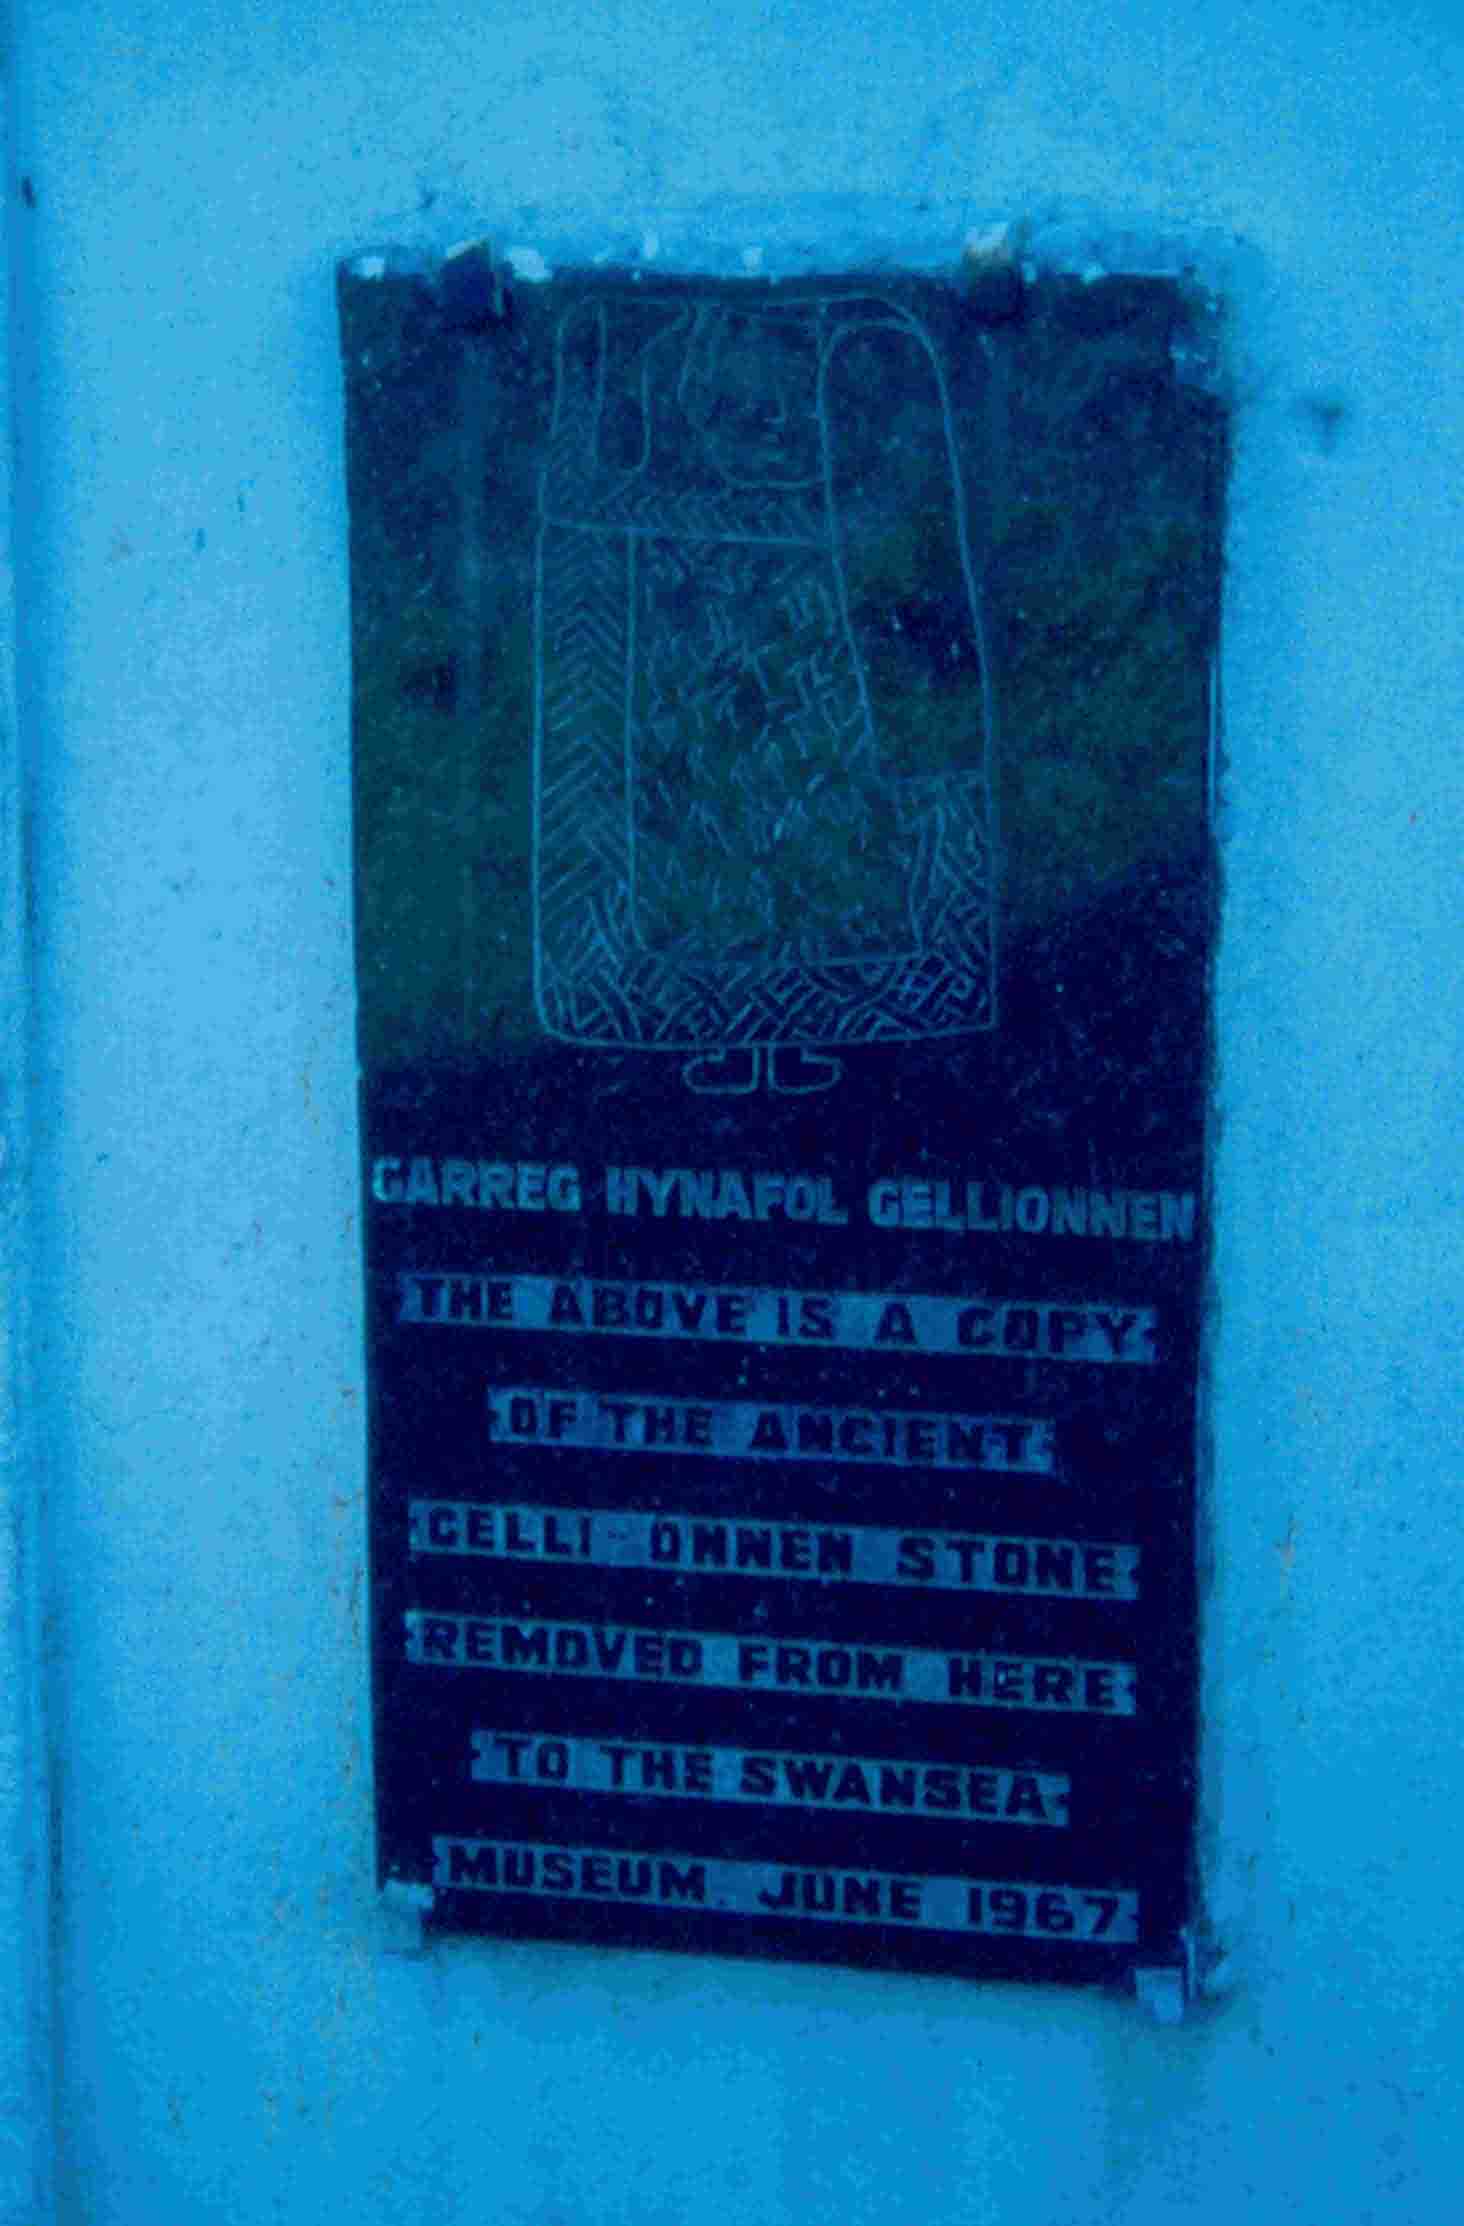 GARREG HYNAFOL GELLIONNEN
THE ABOVE IS A COPY
OF THE ANCIENT
GELLI-ONNEN STONE
REMOVED FROM HERE
TO THE SWANSEA
MUSEUM. JUNE 1967